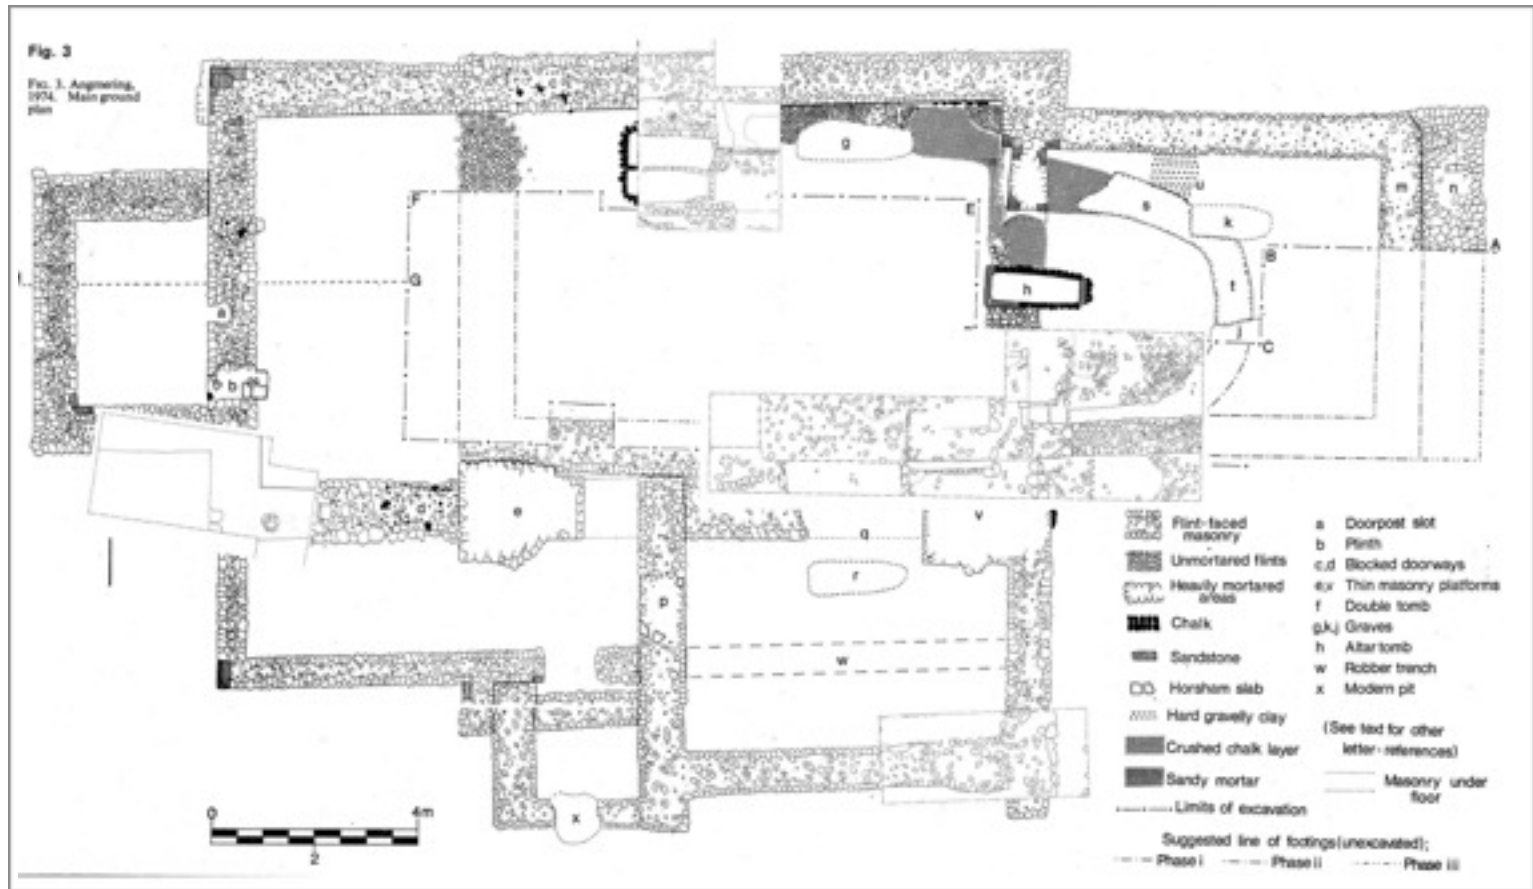 Fig. 3
FIG. 3. Angmering,
1974. Main ground
plan
c
g
F
E
s
u
k
m
n
A
B
G
h
t
a
j
C
b
d
e
v
q
r
p
w
x
0
4m
2
Flint-faced
masonry
Unmortared flints
Heavily mortared
areas
Chalk
Sandstone
Horsham slab
Hard gravelly clay
Crushed chalk layer
Sandy mortar
Limits of excavation
a Doorpost slot
b Plinth
c,d Blocked doorways
e,v Thin masonry platforms
f Double tomb
g,k,j Graves
h Altar tomb
w Robber trench
x Modern pit
(See text for other
letter-references)
Masonry under
floor
Suggested line of footings (unexcavated);
Phase i Phase ii Phase iii